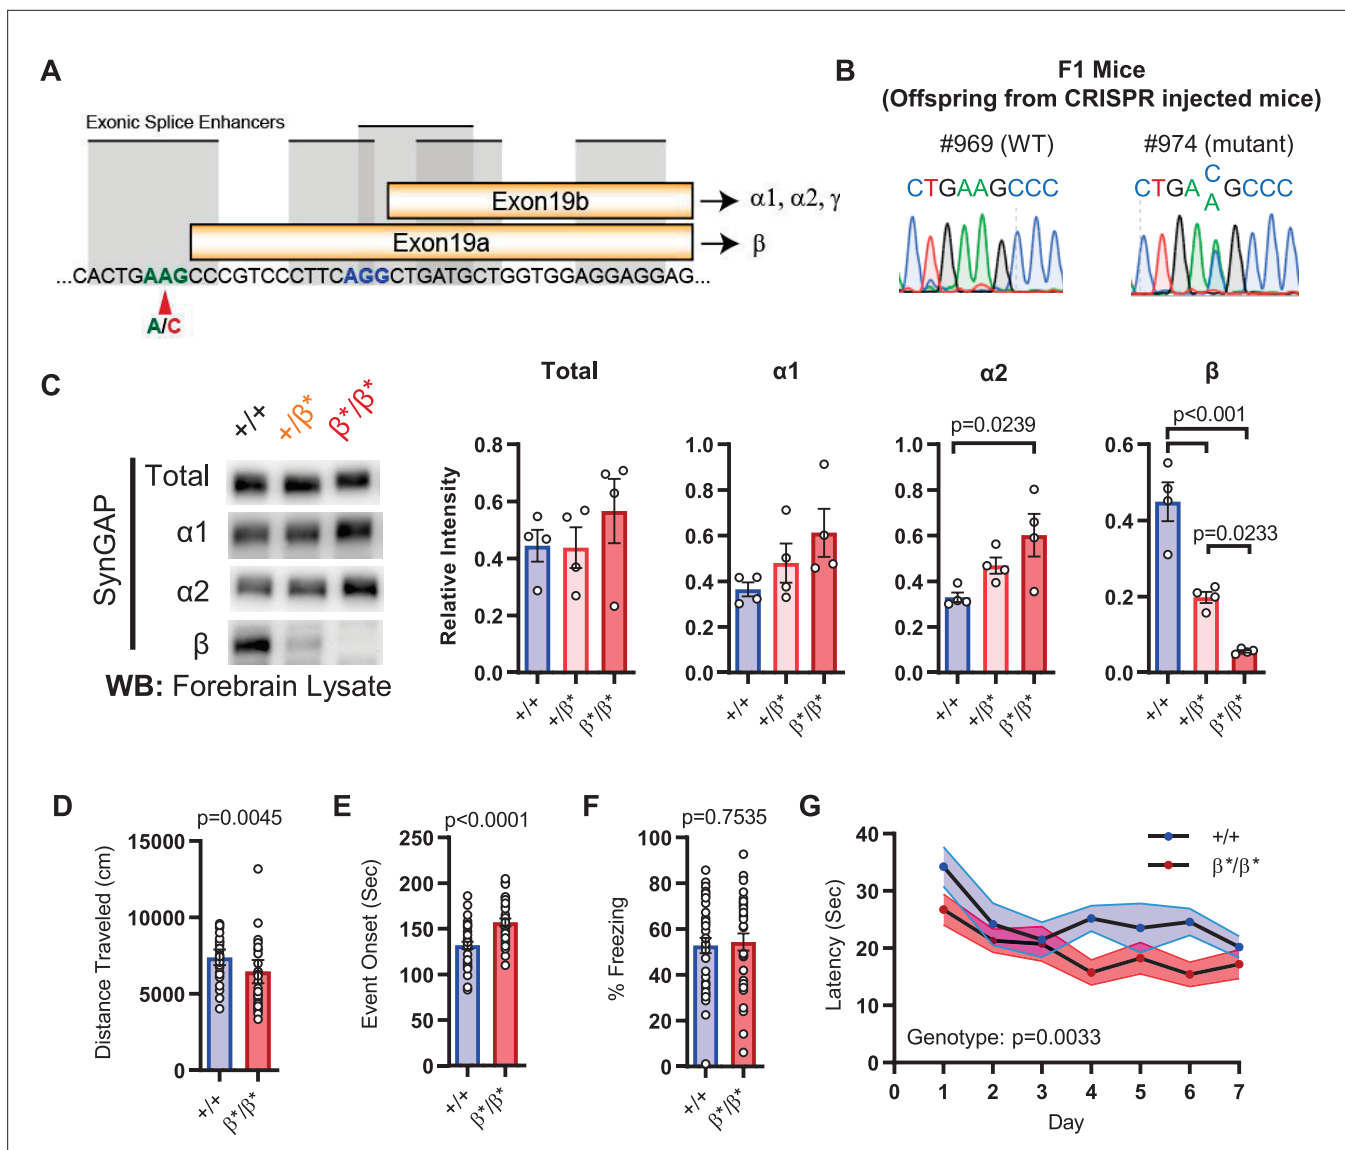 A
Exonic Splice Enhancers
Exon19b
α1, α2, γ
Exon19a
β
...CACTGAAGCCCGTCCCTTCAGGCTGATGCTGGTGGAGGAGGAG...
A/C
B
F1 Mice
(Offspring from CRISPR injected mice)
#969 (WT)
#974 (mutant)
CTGAAGCCC
CTGA C/A GCCC
C
+/+
+/β*
β*/β*
SynGAP
Total
α1
α2
β
WB: Forebrain Lysate
Total
Relative Intensity
0.8
0.6
0.4
0.2
0.0
+/+
+/β*
β*/β*
α1
1.0
0.8
0.6
0.4
0.2
0.0
+/+
+/β*
β*/β*
α2
p=0.0239
1.0
0.8
0.6
0.4
0.2
0.0
+/+
+/β*
β*/β*
β
p<0.001
p=0.0233
0.6
0.4
0.2
0.0
+/+
+/β*
β*/β*
D
p=0.0045
Distance Traveled (cm)
15000
10000
5000
0
+/+
β*/β*
E
p<0.0001
Event Onset (Sec)
250
200
150
100
50
0
+/+
β*/β*
F
p=0.7535
% Freezing
100
80
60
40
20
0
+/+
β*/β*
G
+/+
β*/β*
Latency (Sec)
40
30
20
10
0
Genotype: p=0.0033
0 1 2 3 4 5 6 7
Day